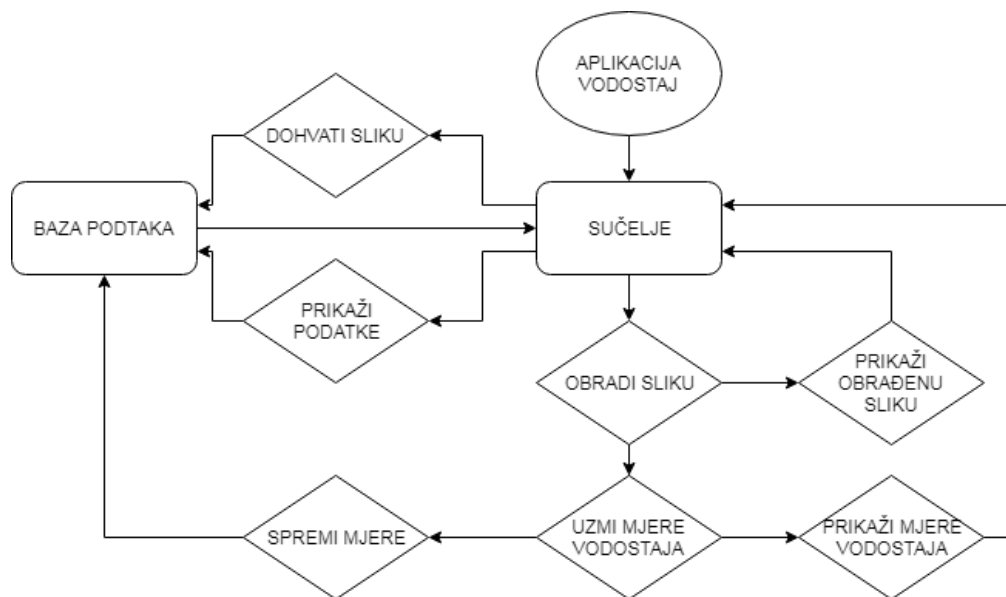 APLIKACIJA
VODOSTAJ
DOHVATI SLIKU
BAZA PODTAKA
SUČELJE
PRIKAŽI
PODATKE
OBRADI SLIKU
PRIKAŽI
OBRAĐENU
SLIKU
SPREMI MJERE
UZMI MJERE
VODOSTAJA
PRIKAŽI MJERE
VODOSTAJA